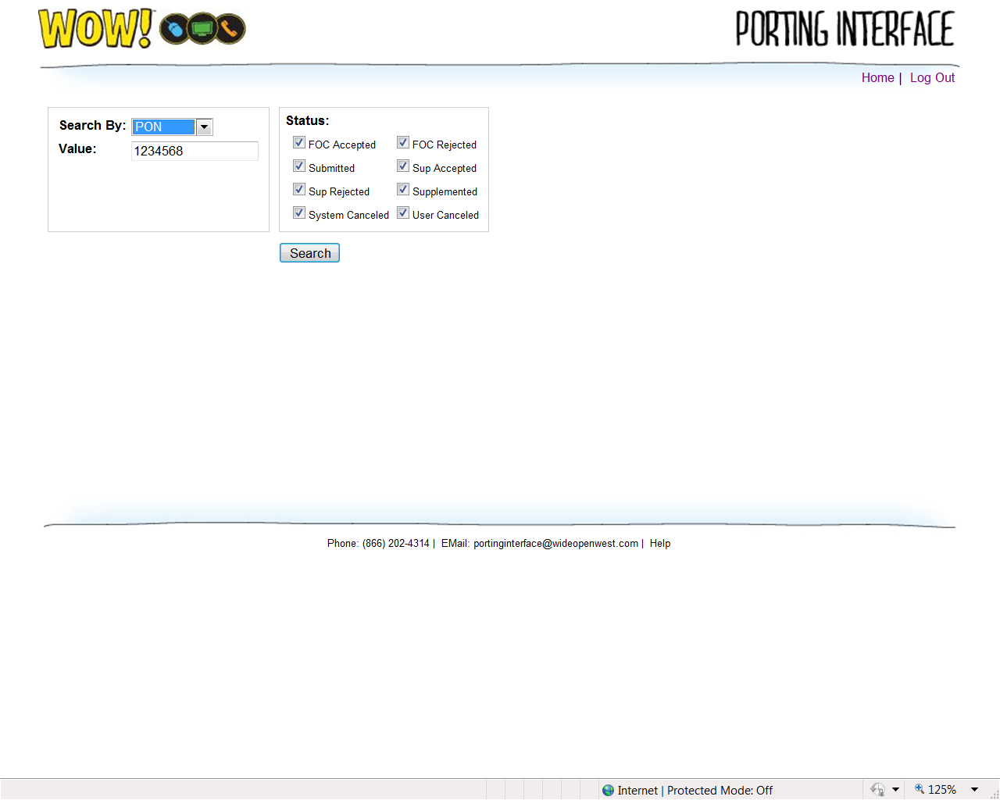 WOW!
PORTING INTERFACE
Home | Log Out
Search By: PON
Value: 1234568
Status:
FOC Accepted FOC Rejected
Submitted Sup Accepted
Sup Rejected Supplemented
System Canceled User Canceled
Search
Phone: (866) 202-4314 | EMail: portinginterface@wideopenwest.com | Help
Internet | Protected Mode: Off 125%